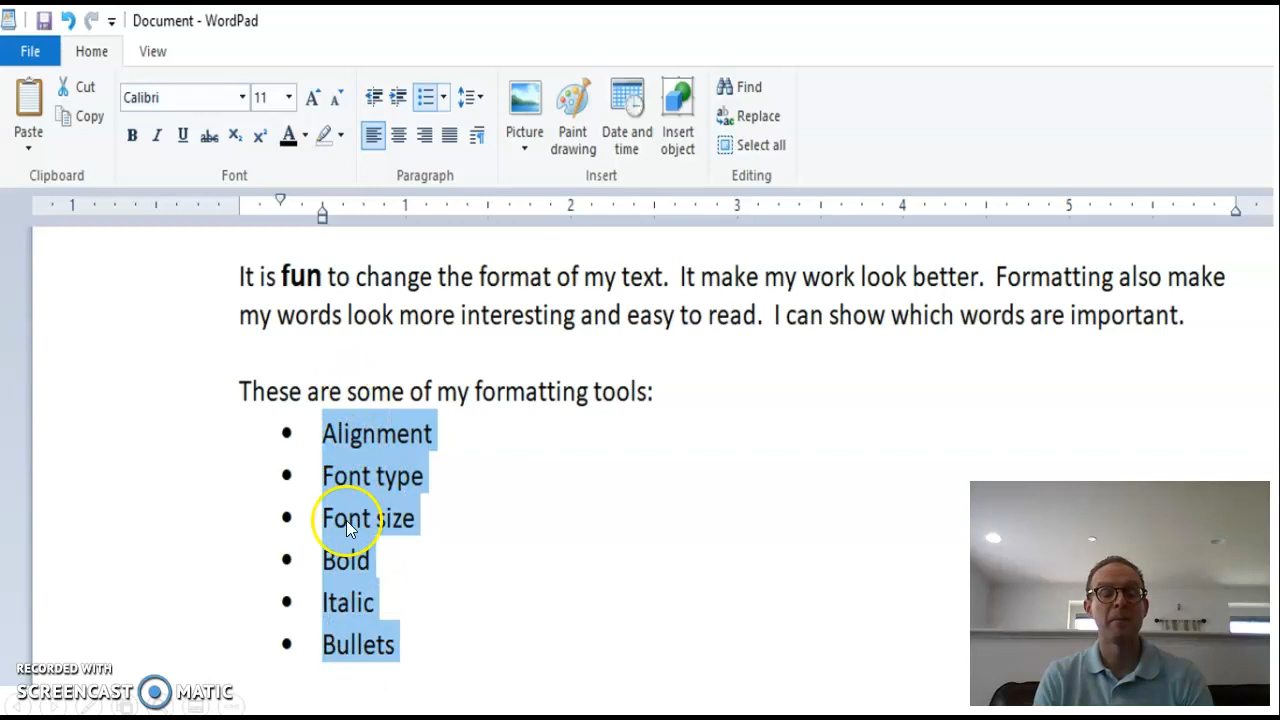 Document - WordPad
File Home View
Paste
Cut
Copy
Clipboard
Calibri 11
B I U abc X₂ X² A
Font
Paragraph
Picture
Paint drawing
Date and time
Insert object
Insert
Find
Replace
Select all
Editing
1 1 2 3 4 5
It is fun to change the format of my text. It make my work look better. Formatting also make
my words look more interesting and easy to read. I can show which words are important.
These are some of my formatting tools:
• Alignment
• Font type
• Font size
• Bold
• Italic
• Bullets
RECORDED WITH
SCREENCAST MATIC